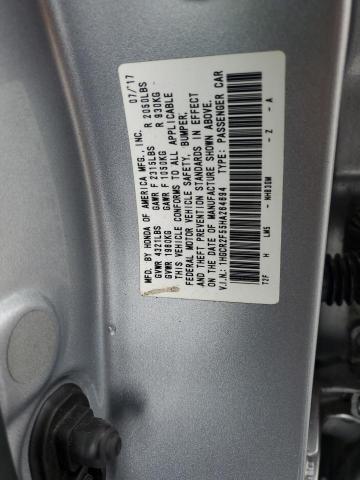 MFD. BY HONDA OF AMERICA MFG., INC. 07/'17
GVWR 4321LBS GAWR F 2315LBS R 2050LBS
GVWR 1960KG GAWR F 1050KG R 930KG
THIS VEHICLE CONFORMS TO ALL APPLICABLE
FEDERAL MOTOR VEHICLE SAFETY, BUMPER,
AND THEFT PREVENTION STANDARDS IN EFFECT
ON THE DATE OF MANUFACTURE SHOWN ABOVE.
V.I.N.: 1HGCR2F55HA284694 TYPE: PASSENGER CAR
T2F H LM5 - NH830M - Z - A